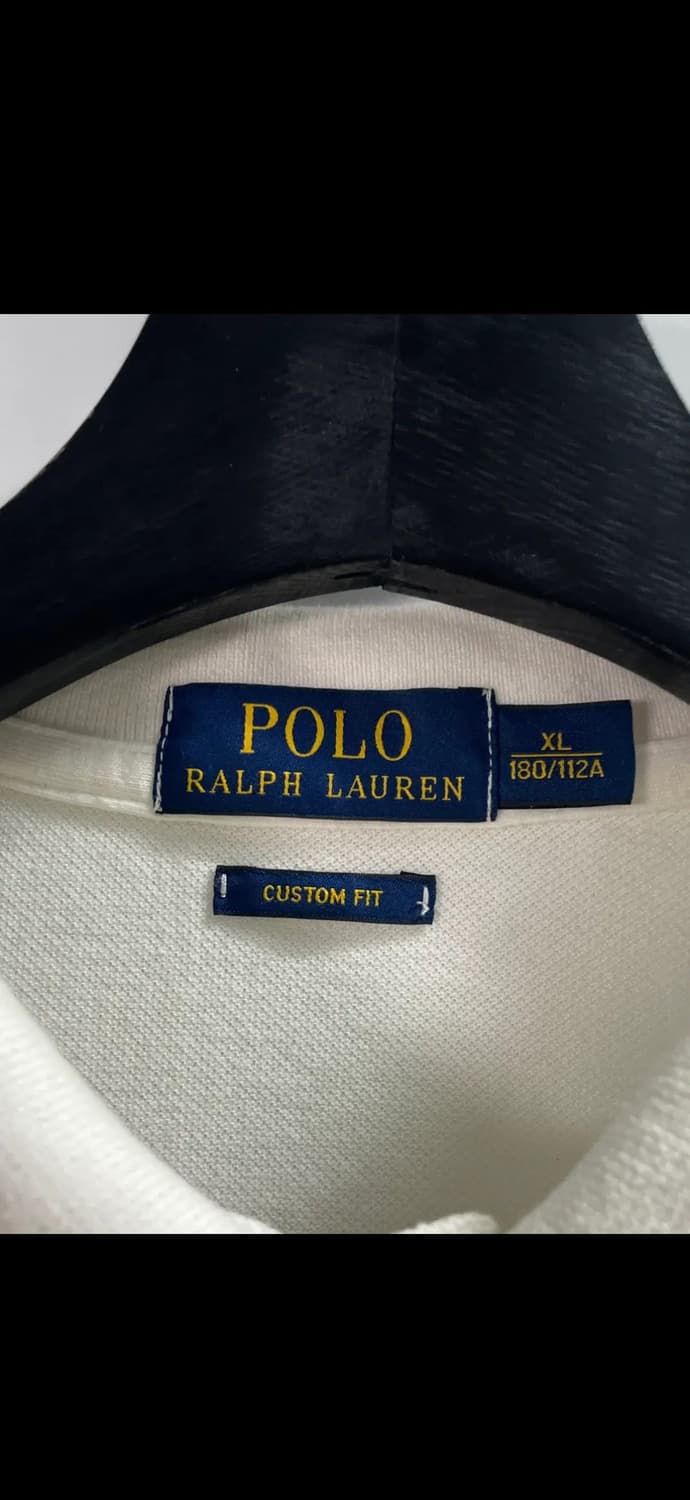 POLO
RALPH LAUREN
XL
180/112A
CUSTOM FIT